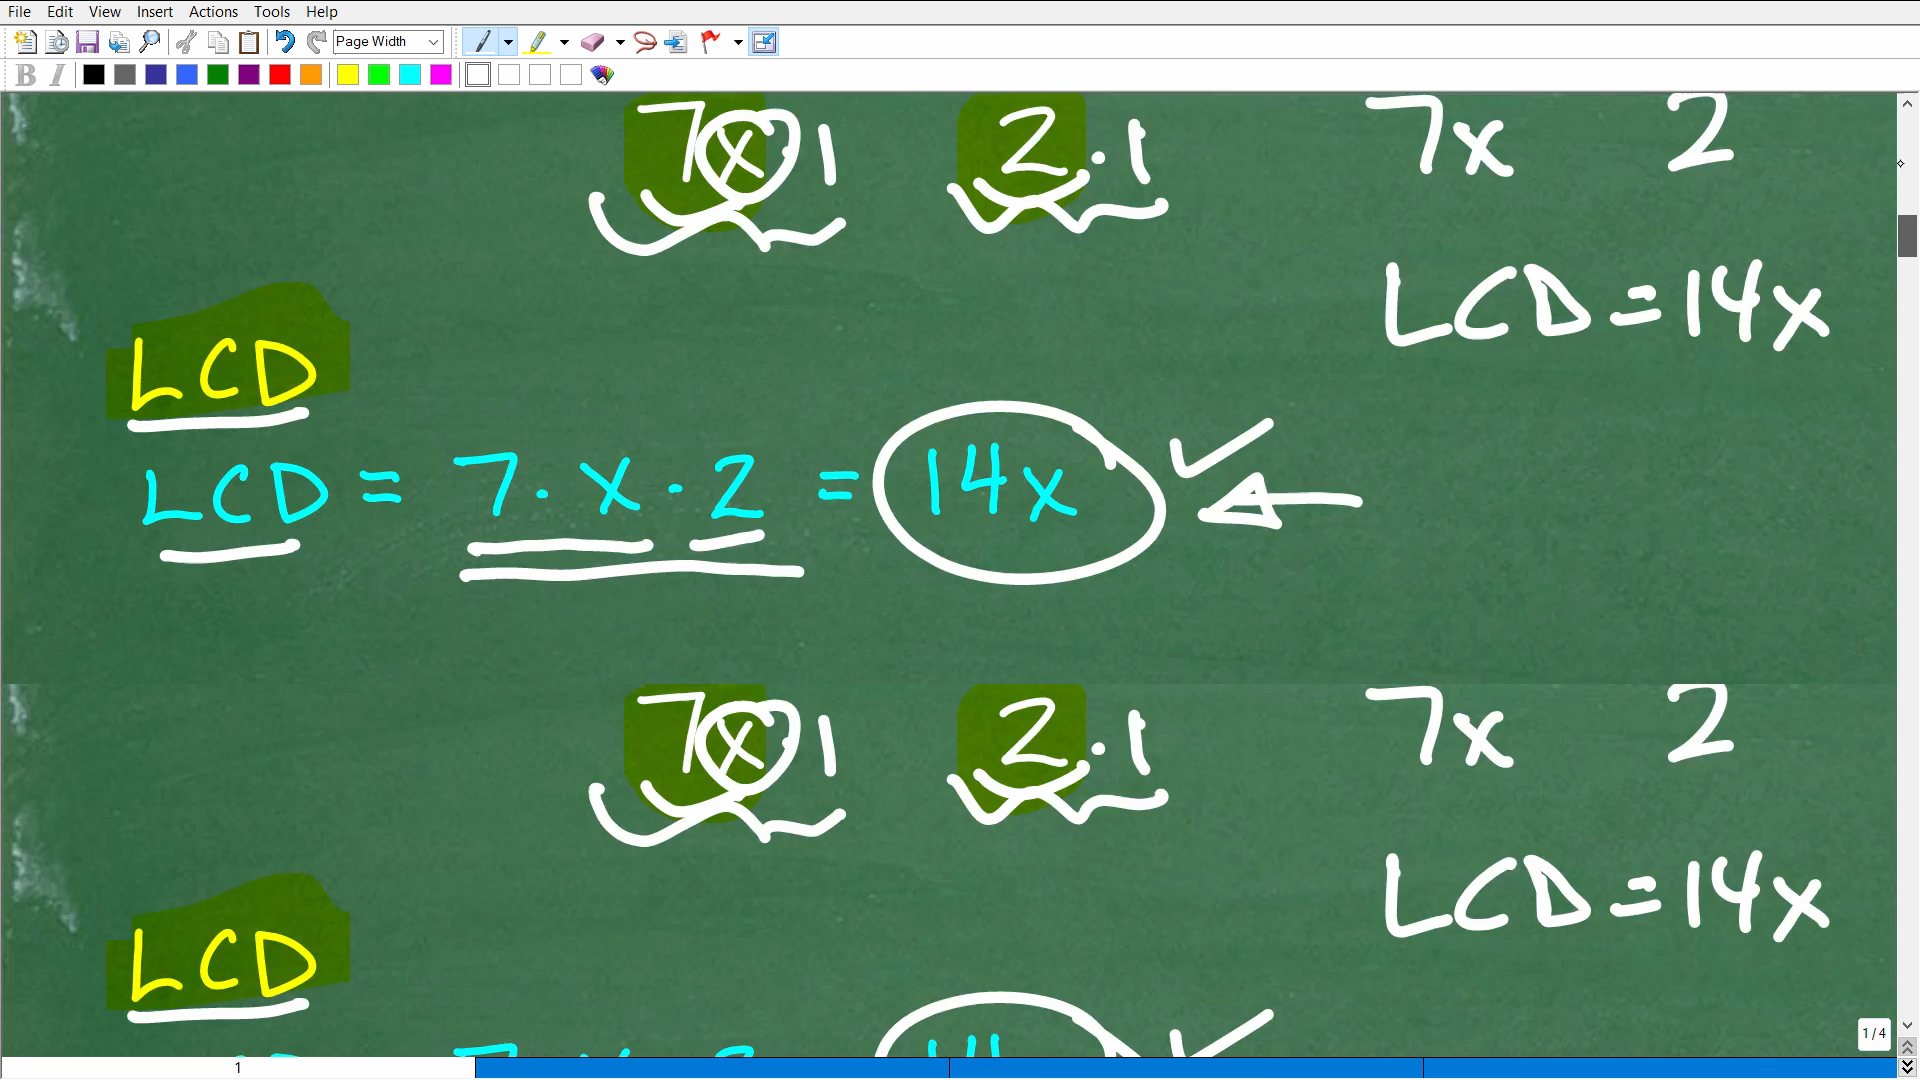 File Edit View Insert Actions Tools Help
Page Width
B I
7x · 1 2 · 1 7x 2
LCD = 14x
LCD
LCD = 7 · x · 2 = 14x
7x · 1 2 · 1 7x 2
LCD = 14x
LCD
1 / 4
1